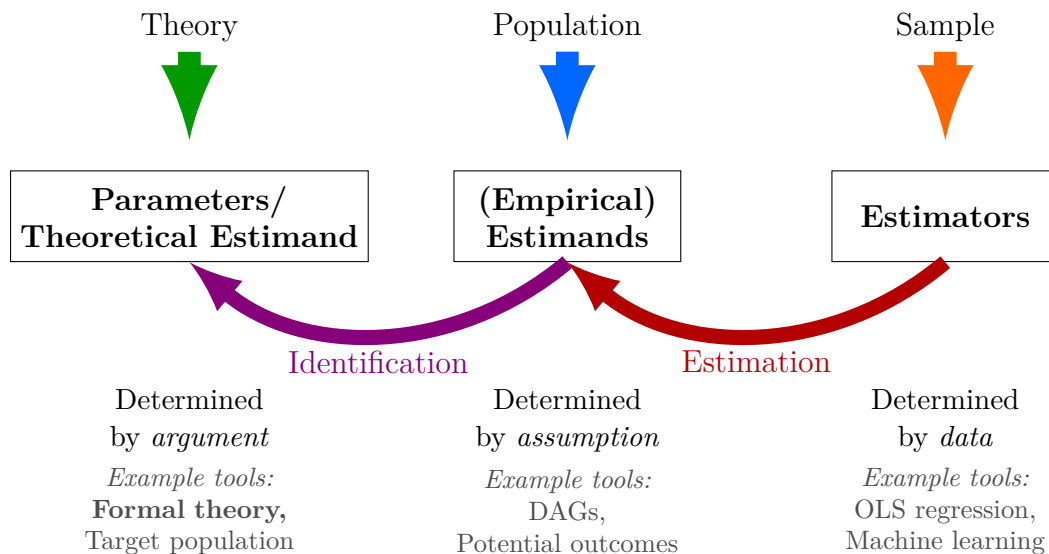 Theory
Population
Sample
Parameters/
Theoretical Estimand
(Empirical)
Estimands
Estimators
Identification
Estimation
Determined
by argument
Example tools:
Formal theory,
Target population
Determined
by assumption
Example tools:
DAGs,
Potential outcomes
Determined
by data
Example tools:
OLS regression,
Machine learning